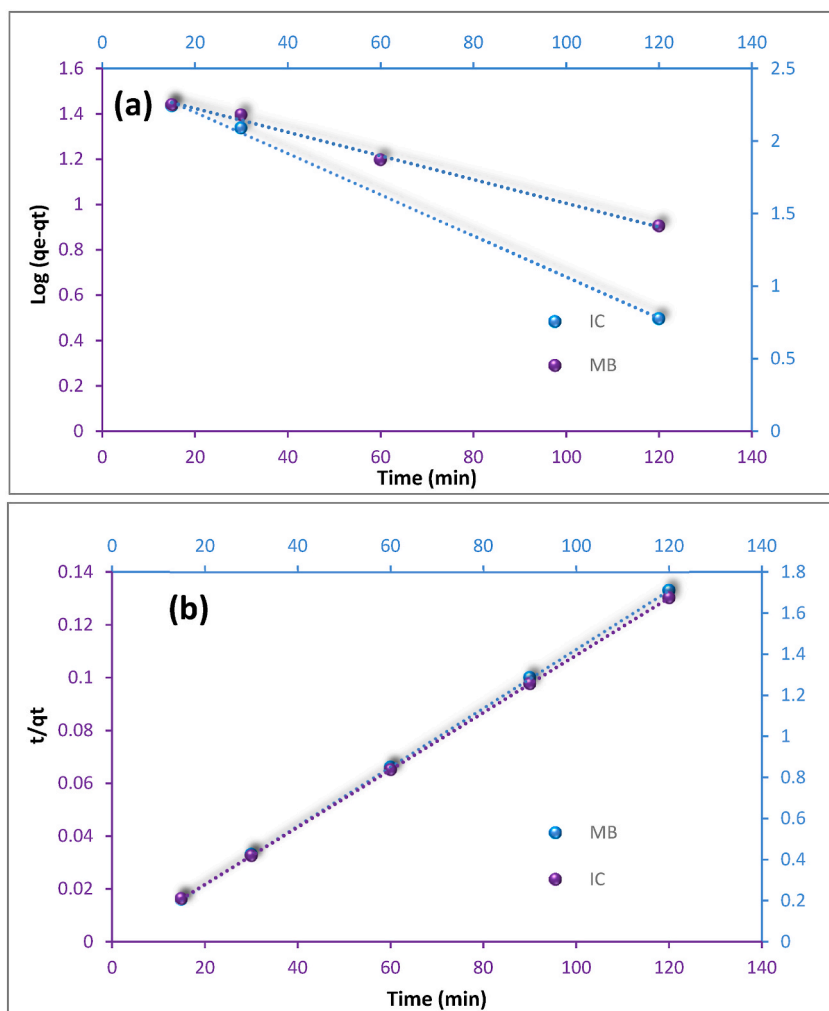 0 20 40 60 80 100 120 140
1.6 2.5
(a)
1.4
2
1.2
1 1.5
0.8
1
0.6
IC
0.4
MB 0.5
0.2
0 0
0 20 40 60 80 100 120 140
Time (min)
Log (qe-qt)
0 20 40 60 80 100 120 140
0.14 1.8
(b)
1.6
0.12
1.4
0.1
1.2
0.08
1
0.06 0.8
0.6
0.04
MB
0.4
IC
0.02
0.2
0 0
0 20 40 60 80 100 120 140
Time (min)
t/qt